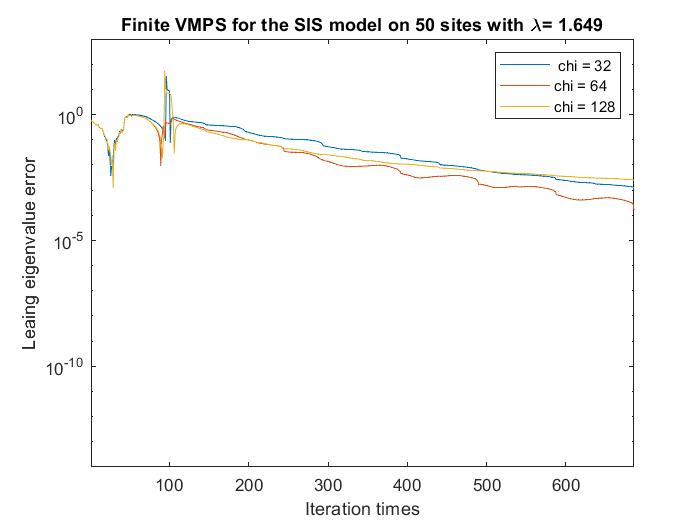 Finite VMPS for the SIS model on 50 sites with λ= 1.649
chi = 32
chi = 64
chi = 128
10^0
10^-5
10^-10
Leaing eigenvalue error
100 200 300 400 500 600
Iteration times